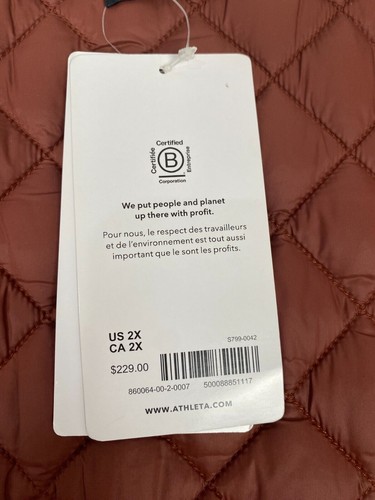 Certified
Certifiée
B
Entreprise
Corporation
We put people and planet
up there with profit.
Pour nous, le respect des travailleurs
et de l'environnement est tout aussi
important que le sont les profits.
US 2X
CA 2X
S799-0042
$229.00
860064-00-2-0007 500088851117
WWW.ATHLETA.COM